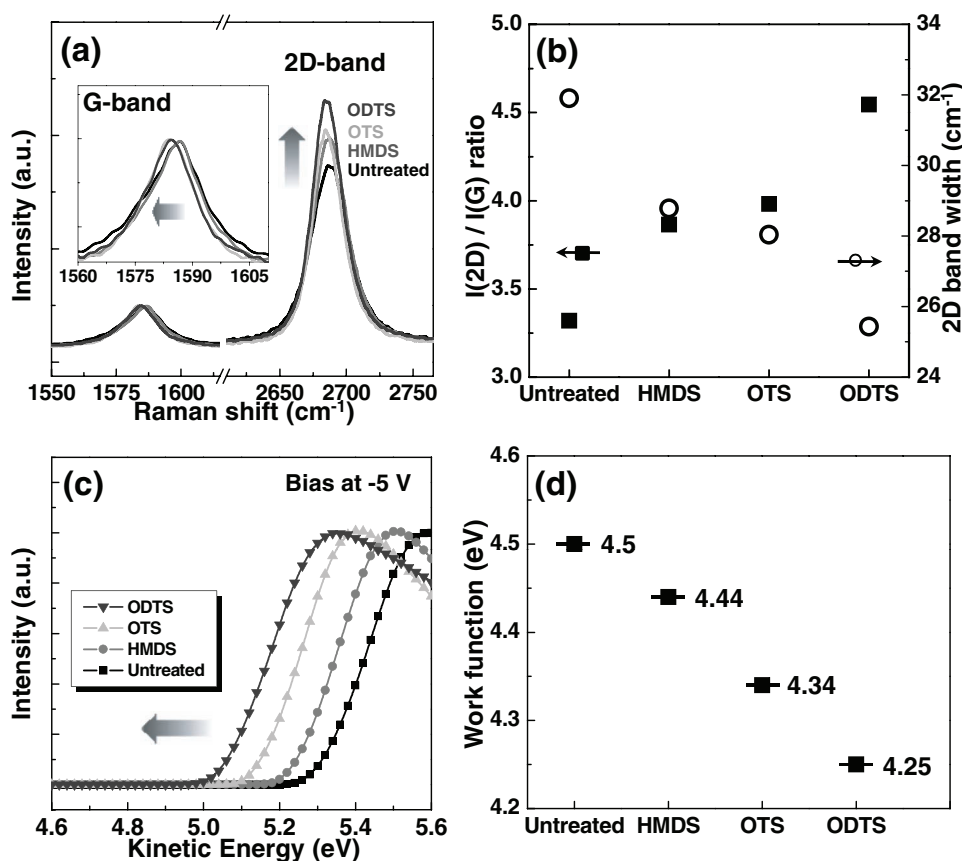 (a)
2D-band
G-band
ODTS
OTS
HMDS
Untreated
1560 1575 1590 1605
Intensity (a.u.)
1550 1575 1600 2650 2700 2750
Raman shift (cm-1)
(b)
5.0
4.5
4.0
3.5
3.0
I(2D) / I(G) ratio
34
32
30
28
26
24
2D band width (cm-1)
Untreated HMDS OTS ODTS
(c)
Bias at -5 V
ODTS
OTS
HMDS
Untreated
Intensity (a.u.)
4.6 4.8 5.0 5.2 5.4 5.6
Kinetic Energy (eV)
(d)
4.6
4.5
4.4
4.3
4.2
Work function (eV)
4.5
4.44
4.34
4.25
Untreated HMDS OTS ODTS